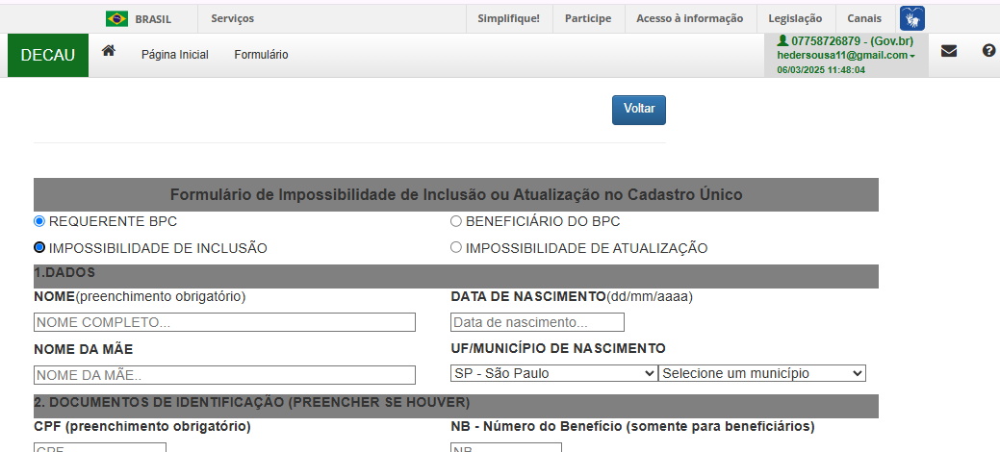 BRASIL Serviços Simplifique! Participe Acesso à informação Legislação Canais
DECAU Página Inicial Formulário 07758726879 - (Gov.br)
hedersousa11@gmail.com
06/03/2025 11:48:04
Voltar
Formulário de Impossibilidade de Inclusão ou Atualização no Cadastro Único
REQUERENTE BPC BENEFICIÁRIO DO BPC
IMPOSSIBILIDADE DE INCLUSÃO IMPOSSIBILIDADE DE ATUALIZAÇÃO
1.DADOS
NOME(preenchimento obrigatório) DATA DE NASCIMENTO(dd/mm/aaaa)
NOME COMPLETO... Data de nascimento...
NOME DA MÃE UF/MUNICÍPIO DE NASCIMENTO
NOME DA MÃE.. SP - São Paulo Selecione um município
2. DOCUMENTOS DE IDENTIFICAÇÃO (PREENCHER SE HOUVER)
CPF (preenchimento obrigatório) NB - Número do Benefício (somente para beneficiários)
CPF NB